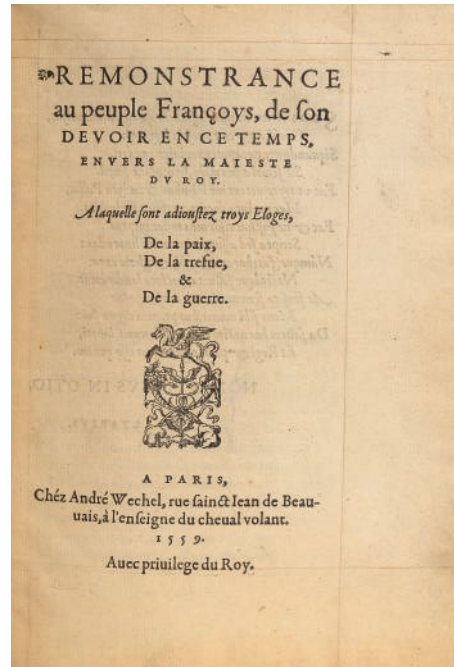 REMONSTRANCE
au peuple Françoys, de ſon
DEVOIR EN CE TEMPS,
ENVERS LA MAIESTE
DV ROY.
A laquelle ſont adiouſtez troys Eloges,
De la paix,
De la trefue,
&
De la guerre.
A PARIS,
Chéz André Wechel, rue ſainct Iean de Beau-
uais, à l'enſeigne du cheual volant.
1559.
Auec priuilege du Roy.